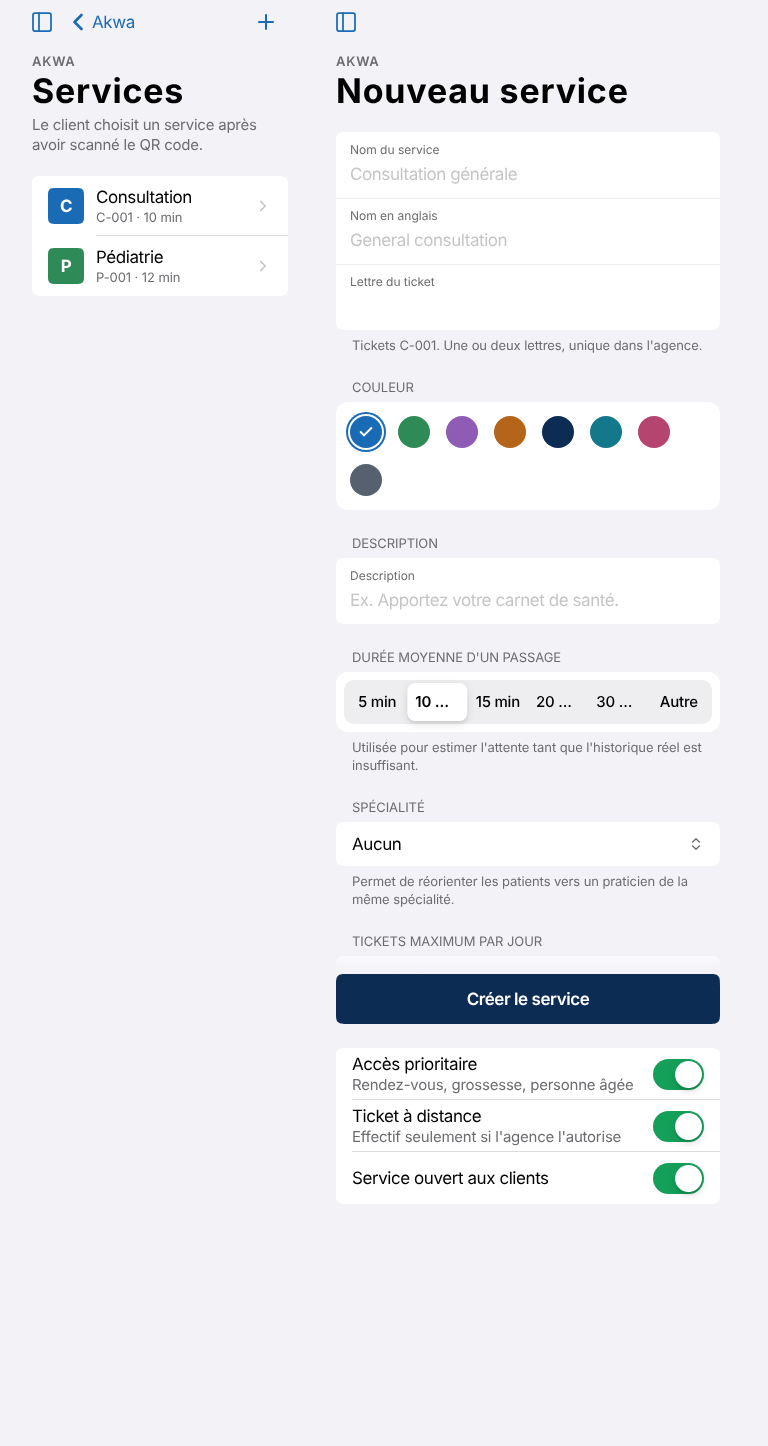 Akwa
AKWA
Services
Le client choisit un service après
avoir scanné le QR code.
C
Consultation
C-001 · 10 min
P
Pédiatrie
P-001 · 12 min
AKWA
Nouveau service
Nom du service
Consultation générale
Nom en anglais
General consultation
Lettre du ticket
Tickets C-001. Une ou deux lettres, unique dans l'agence.
COULEUR
DESCRIPTION
Description
Ex. Apportez votre carnet de santé.
DURÉE MOYENNE D'UN PASSAGE
5 min 10 ... 15 min 20 ... 30 ... Autre
Utilisée pour estimer l'attente tant que l'historique réel est
insuffisant.
SPÉCIALITÉ
Aucun
Permet de réorienter les patients vers un praticien de la
même spécialité.
TICKETS MAXIMUM PAR JOUR
Créer le service
Accès prioritaire
Rendez-vous, grossesse, personne âgée
Ticket à distance
Effectif seulement si l'agence l'autorise
Service ouvert aux clients